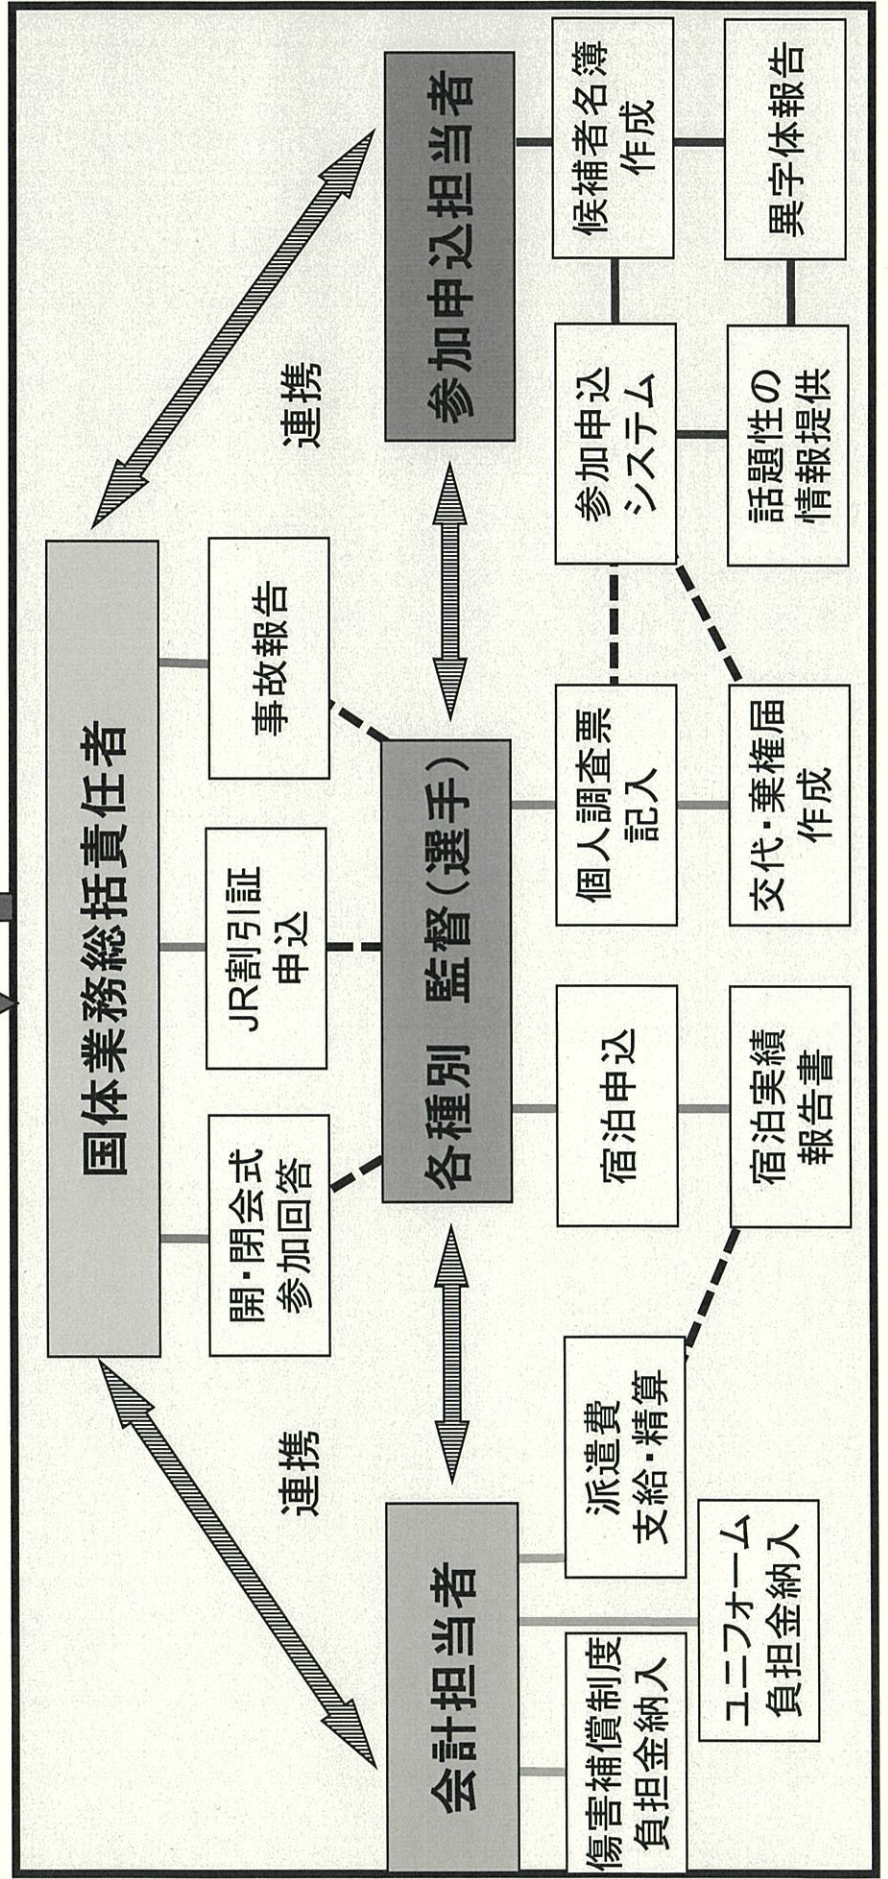 国体業務総括責任者
開・閉会式
参加回答
JR割引証
申込
事故報告
連携
連携
会計担当者
各種別　監督（選手）
参加申込担当者
傷害補償制度
負担金納入
ユニフォーム
負担金納入
派遣費
支給・精算
宿泊申込
宿泊実績
報告書
個人調査票
記入
交代・棄権届
作成
参加申込
システム
話題性の
情報提供
候補者名簿
作成
異字体報告